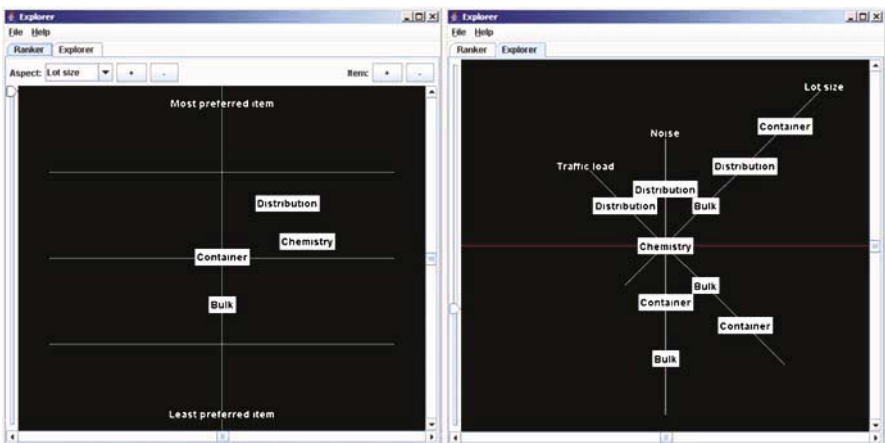 Explorer
File Help
Ranker Explorer
Aspect: Lot size + - Item: + -
Most preferred item
Distribution
Chemistry
Container
Bulk
Least preferred item
Explorer
File Help
Ranker Explorer
Lot size
Container
Noise
Traffic load
Distribution
Distribution
Distribution
Bulk
Chemistry
Bulk
Container
Container
Bulk